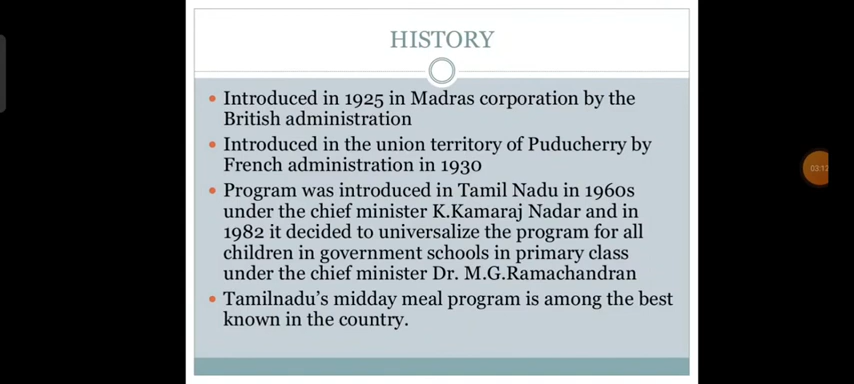 HISTORY
Introduced in 1925 in Madras corporation by the
British administration
Introduced in the union territory of Puducherry by
French administration in 1930
Program was introduced in Tamil Nadu in 1960s
under the chief minister K.Kamaraj Nadar and in
1982 it decided to universalize the program for all
children in government schools in primary class
under the chief minister Dr. M.G.Ramachandran
Tamilnadu's midday meal program is among the best
known in the country.